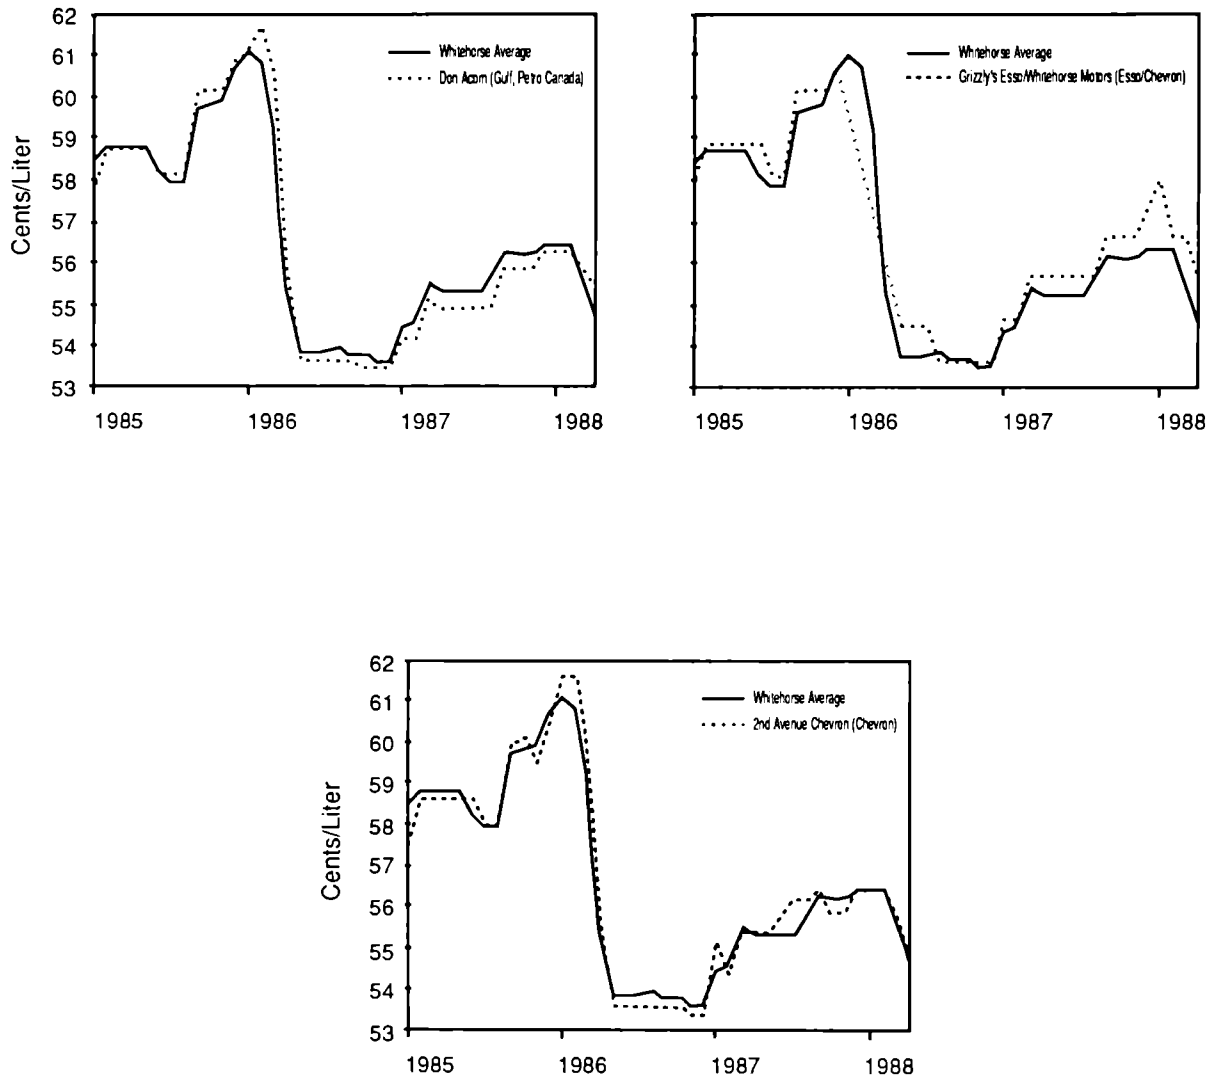 62
61
60
59
58
57
56
55
54
53
Cents/Liter
Whitehorse Average
Don Acorn (Gulf, Petro Canada)
1985 1986 1987 1988
Whitehorse Average
Grizzly's Esso/Whitehorse Motors (Esso/Chevron)
1985 1986 1987 1988
62
61
60
59
58
57
56
55
54
53
Cents/Liter
Whitehorse Average
2nd Avenue Chevron (Chevron)
1985 1986 1987 1988